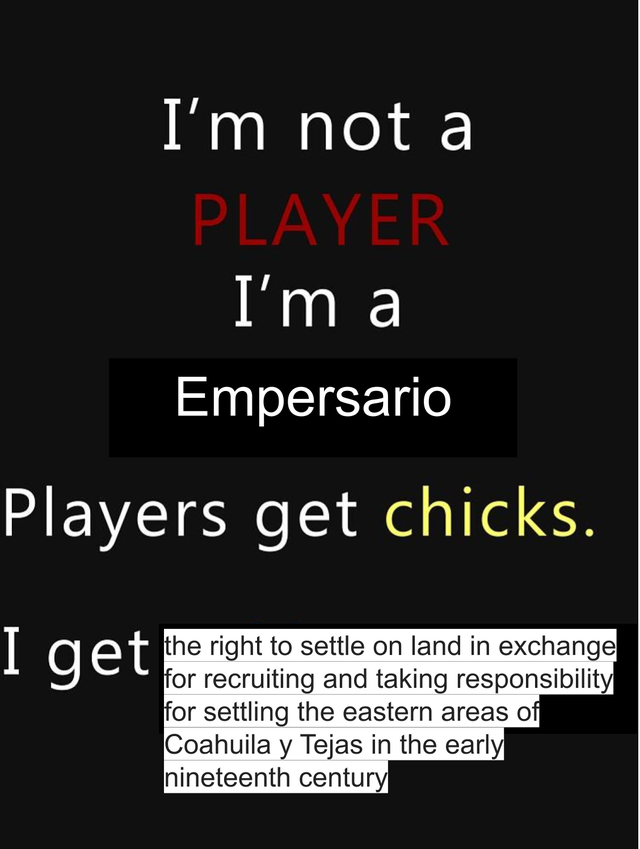 I’m not a
PLAYER
I’m a
Empersario
Players get chicks.
I get
the right to settle on land in exchange
for recruiting and taking responsibility
for settling the eastern areas of
Coahuila y Tejas in the early
nineteenth century